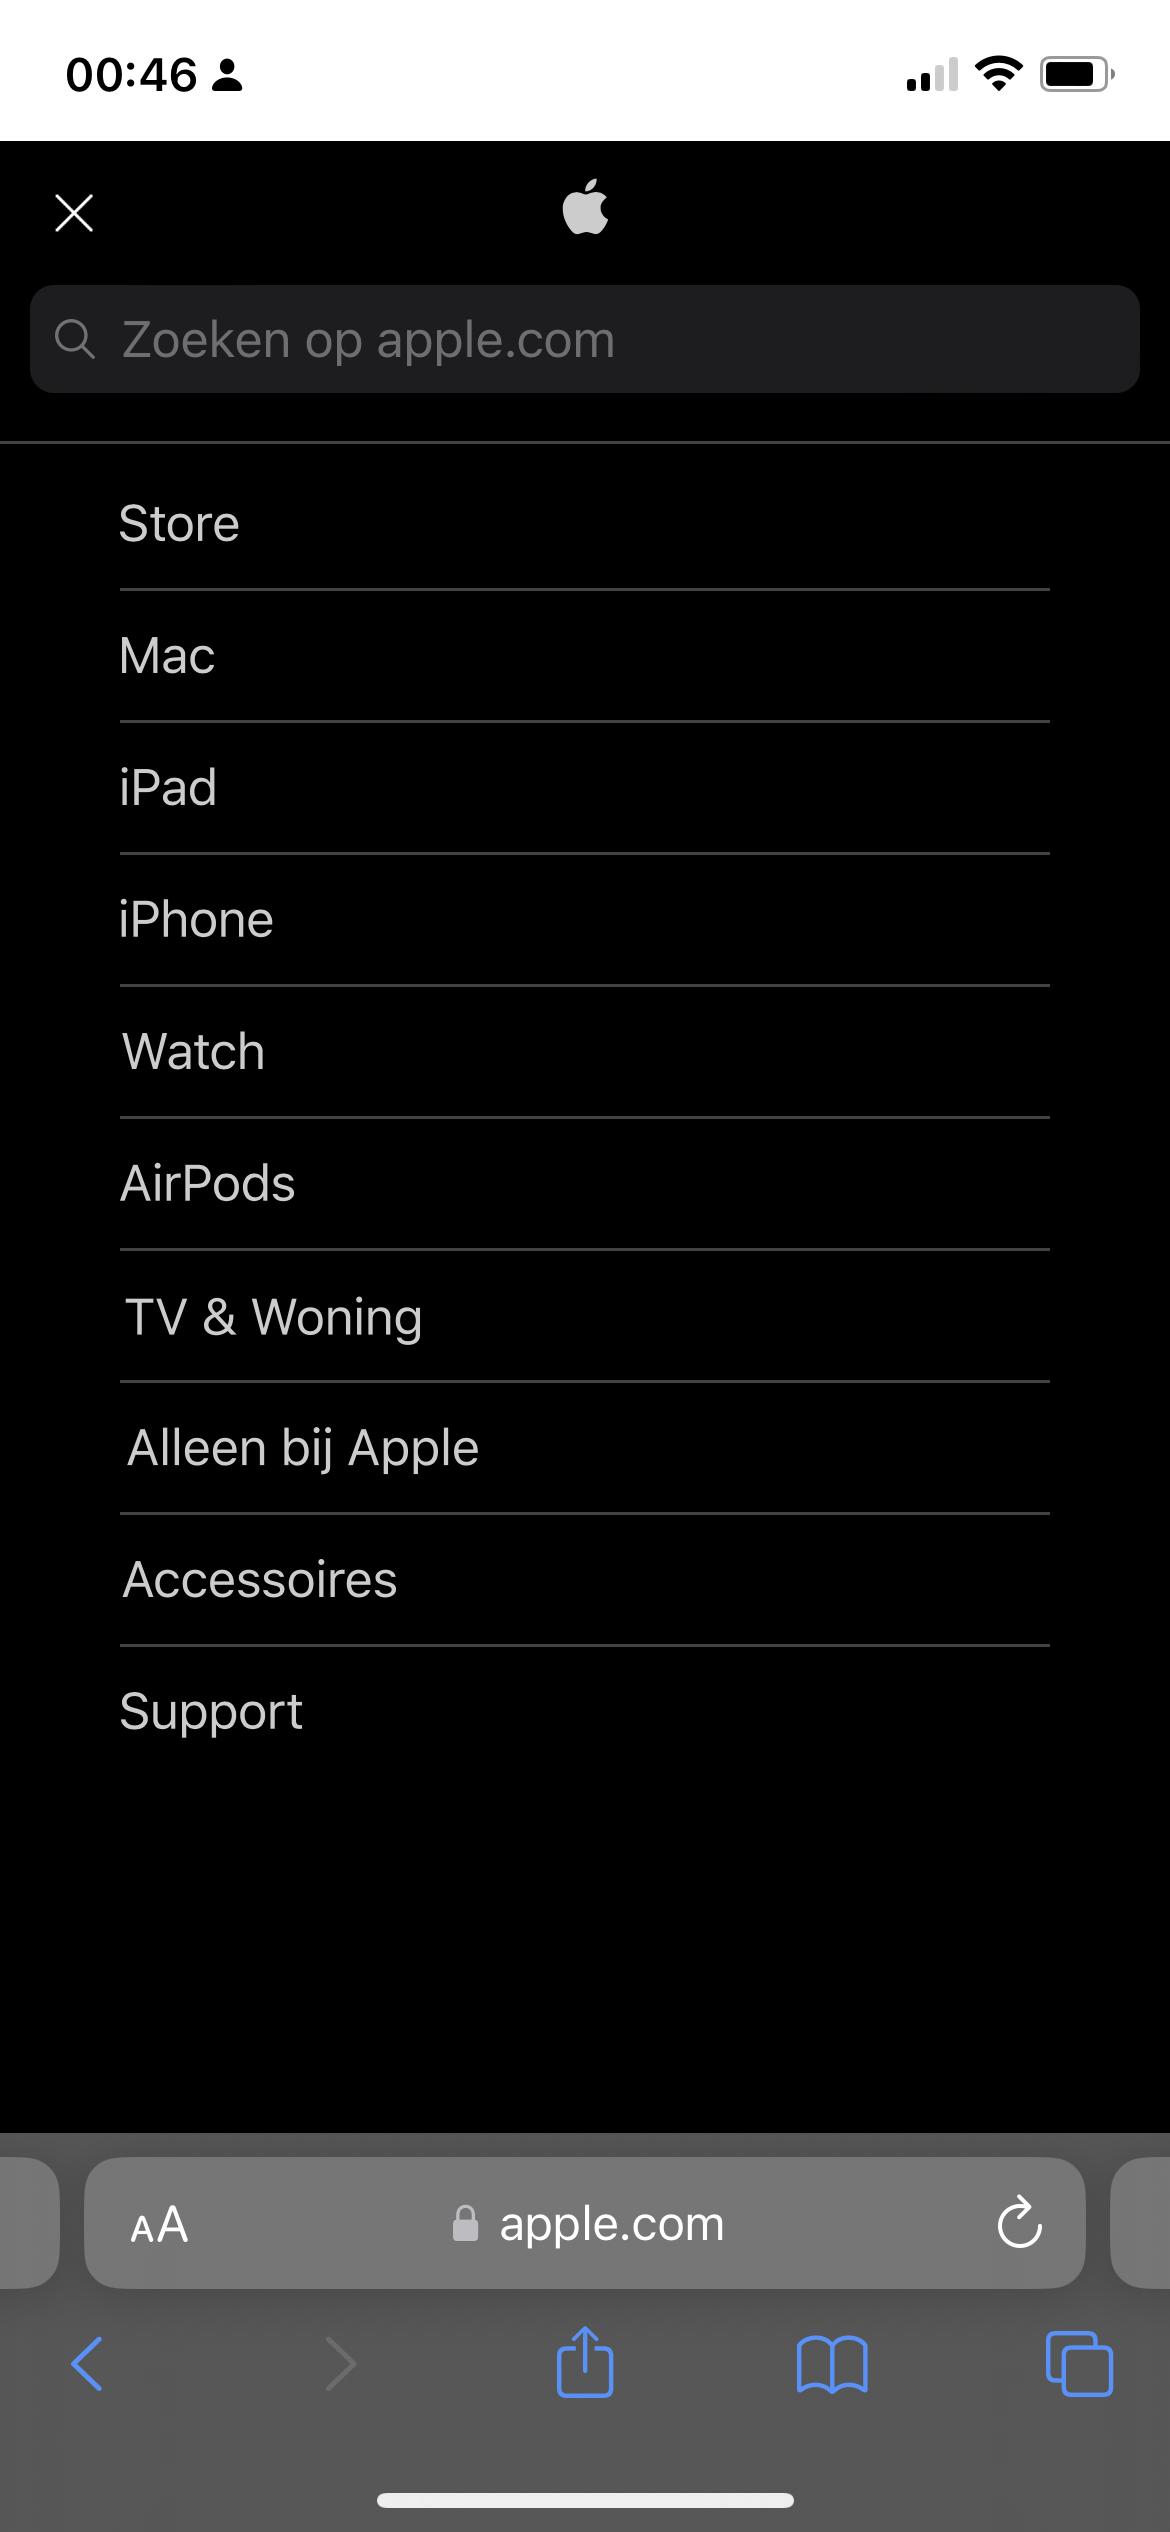 00:46
Zoeken op apple.com
Store
Mac
iPad
iPhone
Watch
AirPods
TV & Woning
Alleen bij Apple
Accessoires
Support
AA apple.com